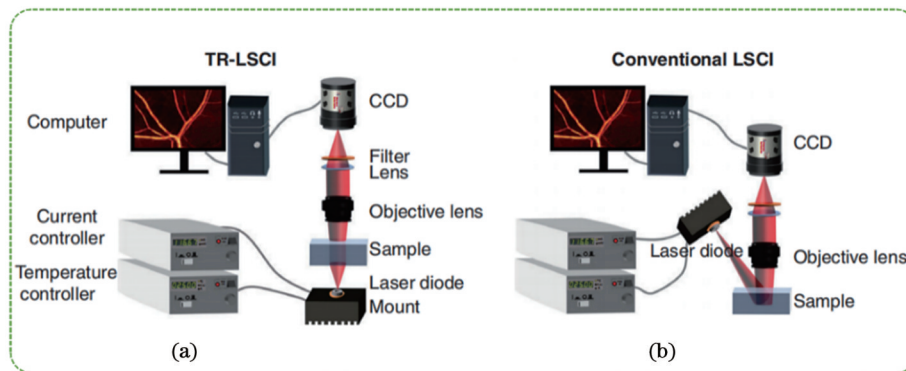 TR-LSCI
Computer
CCD
Filter
Lens
Current
controller
Objective lens
Sample
Temperature
controller
Laser diode
Mount
(a)
Conventional LSCI
CCD
Laser diode
Objective lens
Sample
(b)